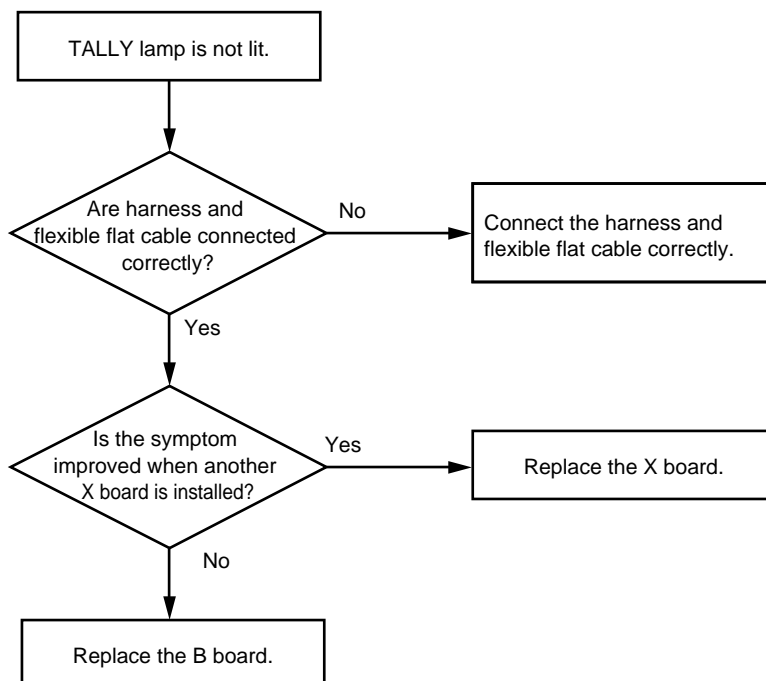 TALLY lamp is not lit.
Are harness and
flexible flat cable connected
correctly?
No
Connect the harness and
flexible flat cable correctly.
Yes
Is the symptom
improved when another
X board is installed?
Yes
Replace the X board.
No
Replace the B board.